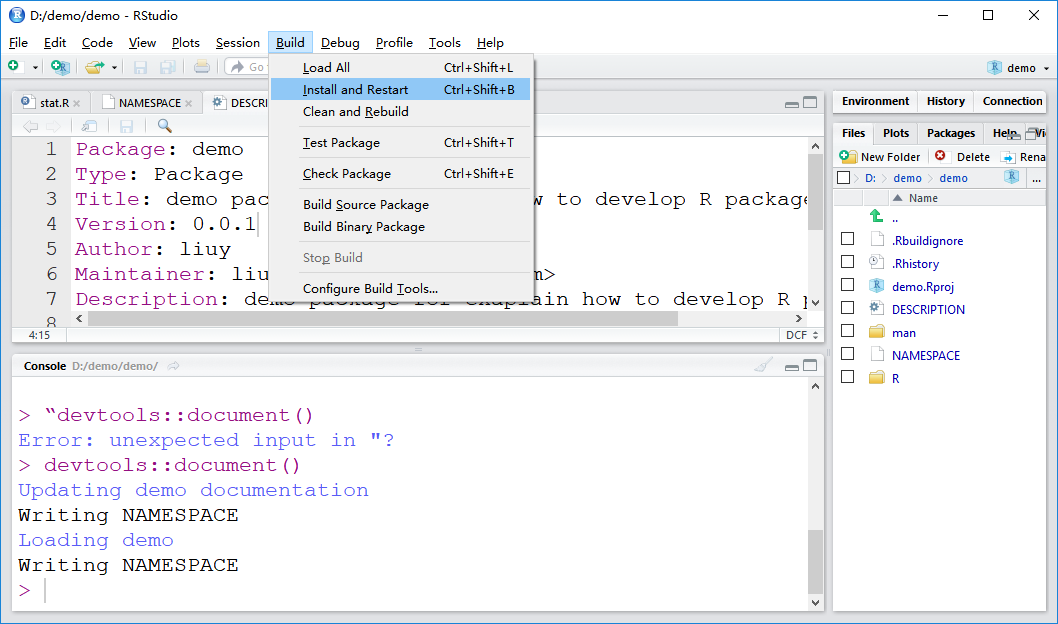 D:/demo/demo - RStudio
File Edit Code View Plots Session Build Debug Profile Tools Help
Go
demo
Load All Ctrl+Shift+L
Install and Restart Ctrl+Shift+B
Clean and Rebuild
Test Package Ctrl+Shift+T
Check Package Ctrl+Shift+E
Build Source Package
Build Binary Package
Stop Build
Configure Build Tools...
stat.R NAMESPACE DESCRI
1 Package: demo
2 Type: Package
3 Title: demo pac w to develop R package
4 Version: 0.0.1
5 Author: liuy
6 Maintainer: liu m>
7 Description: demo package for exaplain how to develop R p
8
4:15 DCF
Console D:/demo/demo/
> “devtools::document()
Error: unexpected input in "?
> devtools::document()
Updating demo documentation
Writing NAMESPACE
Loading demo
Writing NAMESPACE
>
Environment History Connection
Files Plots Packages Help Vi
New Folder Delete Rena
D: demo demo ...
Name
..
.Rbuildignore
.Rhistory
demo.Rproj
DESCRIPTION
man
NAMESPACE
R